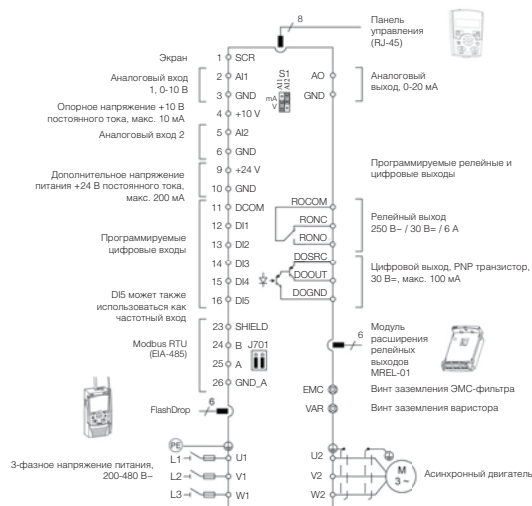 8
Панель
управления
(RJ-45)
Экран
1 SCR
Аналоговый вход
1, 0-10 В
2 AI1
3 GND
S1
AI1
AI2
mA
V
AO
GND
Аналоговый
выход, 0-20 мА
Опорное напряжение +10 В
постоянного тока, макс. 10 мА
4 +10 V
Аналоговый вход 2
5 AI2
6 GND
Дополнительное напряжение
питания +24 В постоянного тока,
макс. 200 мА
9 +24 V
10 GND
Программируемые релейные и
цифровые выходы
Программируемые
цифровые входы
11 DCOM
12 DI1
13 DI2
14 DI3
15 DI4
16 DI5
DI5 может также
использоваться как
частотный вход
ROCOM
RONC
RONO
Релейный выход
250 В~ / 30 В= / 6 А
DOSRC
DOOUT
DOGND
Цифровой выход, PNP транзистор,
30 В=, макс. 100 мА
Modbus RTU
(EIA-485)
23 SHIELD
24 B
25 A
26 GND_A
J701
6
Модуль
расширения
релейных
выходов
MREL-01
FlashDrop
6
EMC
Винт заземления ЭМС-фильтра
VAR
Винт заземления варистора
PE
3-фазное напряжение питания,
200-480 В~
L1
U1
L2
V1
L3
W1
U2
V2
W2
M
3 ~
Асинхронный двигатель